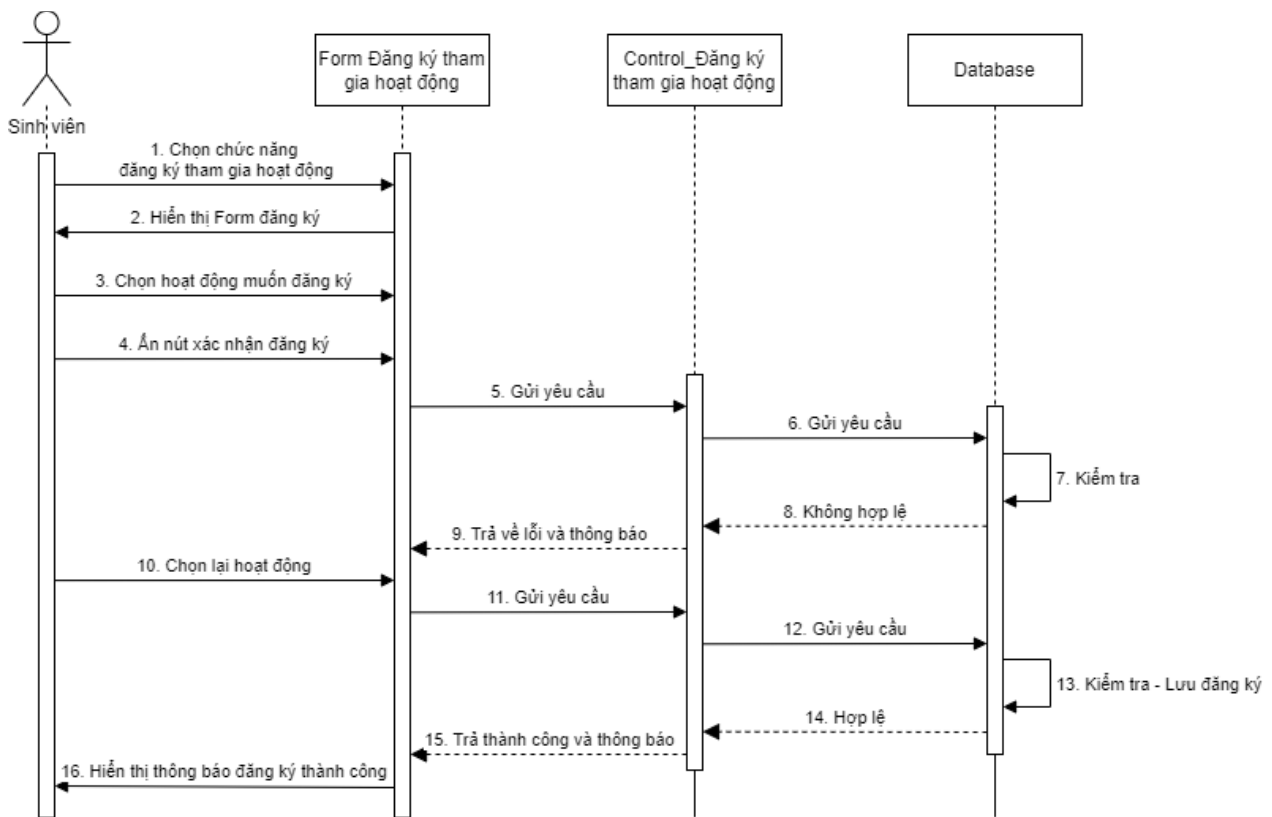 Form Đăng ký tham
gia hoạt động
Control_Đăng ký
tham gia hoạt động
Database
Sinh viên
1. Chọn chức năng
đăng ký tham gia hoạt động
2. Hiển thị Form đăng ký
3. Chọn hoạt động muốn đăng ký
4. Ấn nút xác nhận đăng ký
5. Gửi yêu cầu
6. Gửi yêu cầu
7. Kiểm tra
8. Không hợp lệ
9. Trả về lỗi và thông báo
10. Chọn lại hoạt động
11. Gửi yêu cầu
12. Gửi yêu cầu
13. Kiểm tra - Lưu đăng ký
14. Hợp lệ
15. Trả thành công và thông báo
16. Hiển thị thông báo đăng ký thành công